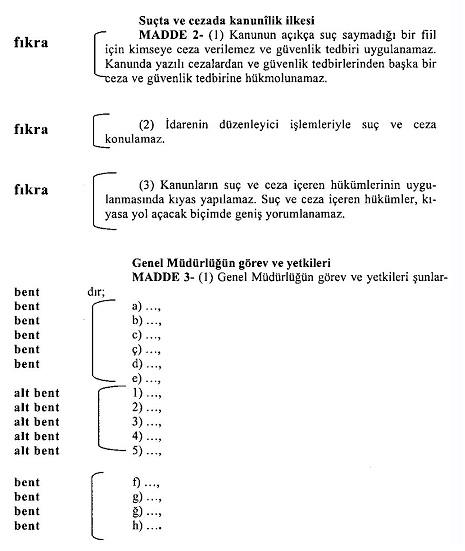 Suçta ve cezada kanunîlik ilkesi
fıkra MADDE 2- (1) Kanunun açıkça suç saymadığı bir fiil
için kimseye ceza verilemez ve güvenlik tedbiri uygulanamaz.
Kanunda yazılı cezalardan ve güvenlik tedbirlerinden başka bir
ceza ve güvenlik tedbirine hükmolunamaz.
fıkra (2) İdarenin düzenleyici işlemleriyle suç ve ceza
konulamaz.
fıkra (3) Kanunların suç ve ceza içeren hükümlerinin uygu-
lanmasında kıyas yapılamaz. Suç ve ceza içeren hükümler, kı-
yasa yol açacak biçimde geniş yorumlanamaz.
Genel Müdürlüğün görev ve yetkileri
MADDE 3- (1) Genel Müdürlüğün görev ve yetkileri şunlar-
bent dır;
bent a) ...,
bent b) ...,
bent c) ...,
bent ç) ...,
bent d) ...,
e) ...,
alt bent 1) ...,
alt bent 2) ...,
alt bent 3) ...,
alt bent 4) ...,
alt bent 5) ...,
bent f) ...,
bent g) ...,
bent ğ) ...,
bent h) ....